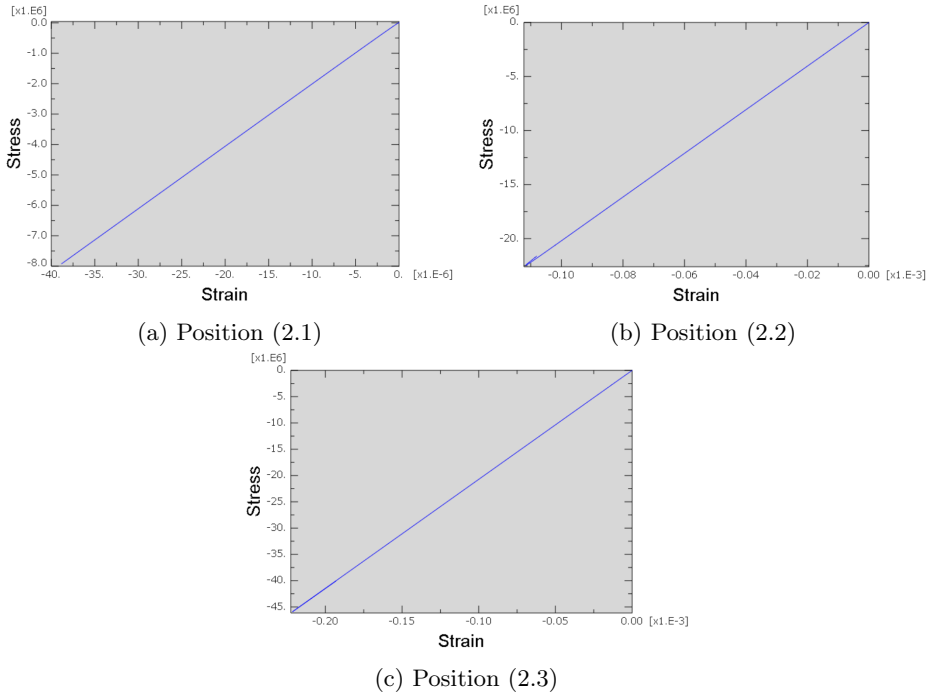 [x1.E6]
0.0
-1.0
-2.0
-3.0
-4.0
-5.0
-6.0
-7.0
-8.0
Stress
-40. -35. -30. -25. -20. -15. -10. -5. 0. [x1.E-6]
Strain
(a) Position (2.1)
[x1.E6]
0.
-5.
-10.
-15.
-20.
Stress
-0.10 -0.08 -0.06 -0.04 -0.02 0.00 [x1.E-3]
Strain
(b) Position (2.2)
[x1.E6]
0.
-5.
-10.
-15.
-20.
-25.
-30.
-35.
-40.
-45.
Stress
-0.20 -0.15 -0.10 -0.05 0.00 [x1.E-3]
Strain
(c) Position (2.3)